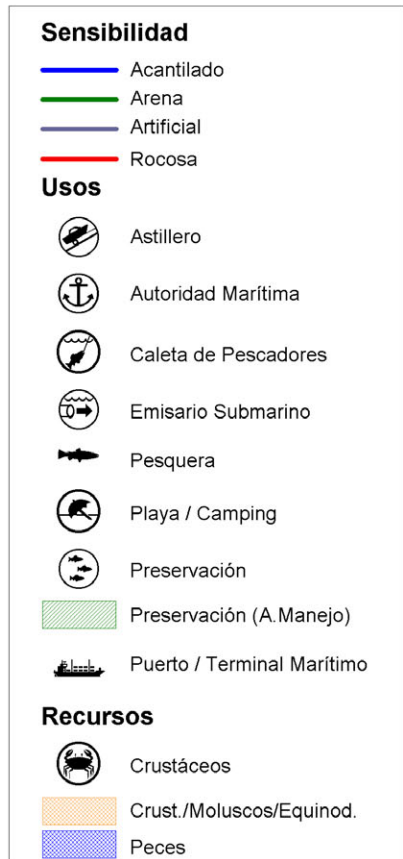 Sensibilidad
Acantilado
Arena
Artificial
Rocosa
Usos
Astillero
Autoridad Marítima
Caleta de Pescadores
Emisario Submarino
Pesquera
Playa / Camping
Preservación
Preservación (A.Manejo)
Puerto / Terminal Marítimo
Recursos
Crustáceos
Crust./Moluscos/Equinod.
Peces